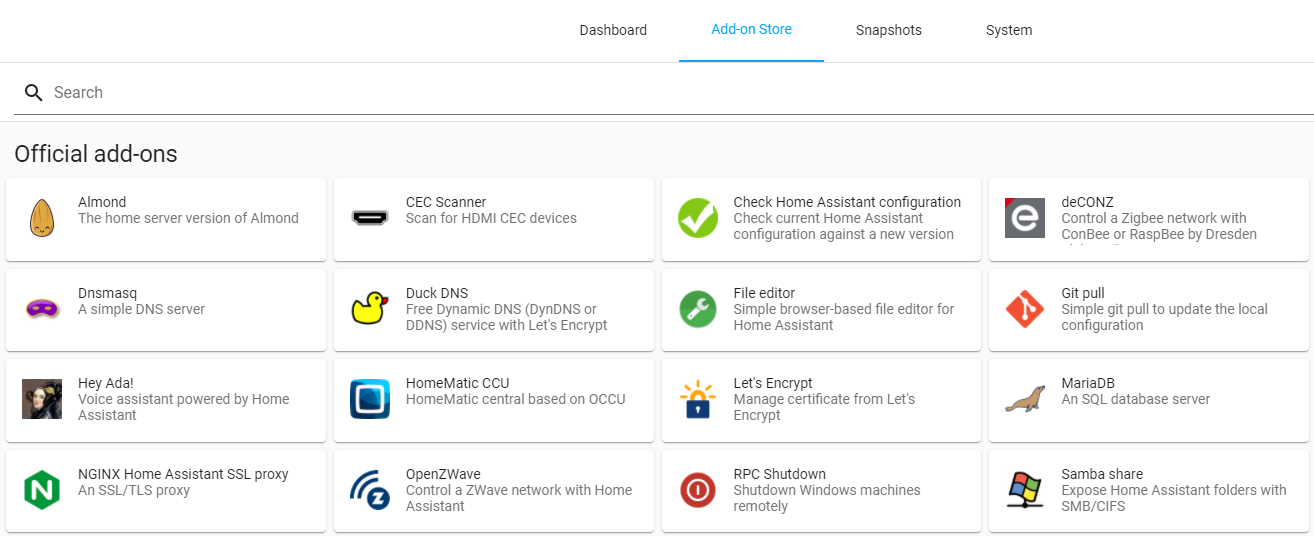 Dashboard
Add-on Store
Snapshots
System
Search
Official add-ons
Almond
The home server version of Almond
CEC Scanner
Scan for HDMI CEC devices
Check Home Assistant configuration
Check current Home Assistant
configuration against a new version
deCONZ
Control a Zigbee network with
ConBee or RaspBee by Dresden
Dnsmasq
A simple DNS server
Duck DNS
Free Dynamic DNS (DynDNS or
DDNS) service with Let's Encrypt
File editor
Simple browser-based file editor for
Home Assistant
Git pull
Simple git pull to update the local
configuration
Hey Ada!
Voice assistant powered by Home
Assistant
HomeMatic CCU
HomeMatic central based on OCCU
Let's Encrypt
Manage certificate from Let's
Encrypt
MariaDB
An SQL database server
NGINX Home Assistant SSL proxy
An SSL/TLS proxy
OpenZWave
Control a ZWave network with Home
Assistant
RPC Shutdown
Shutdown Windows machines
remotely
Samba share
Expose Home Assistant folders with
SMB/CIFS